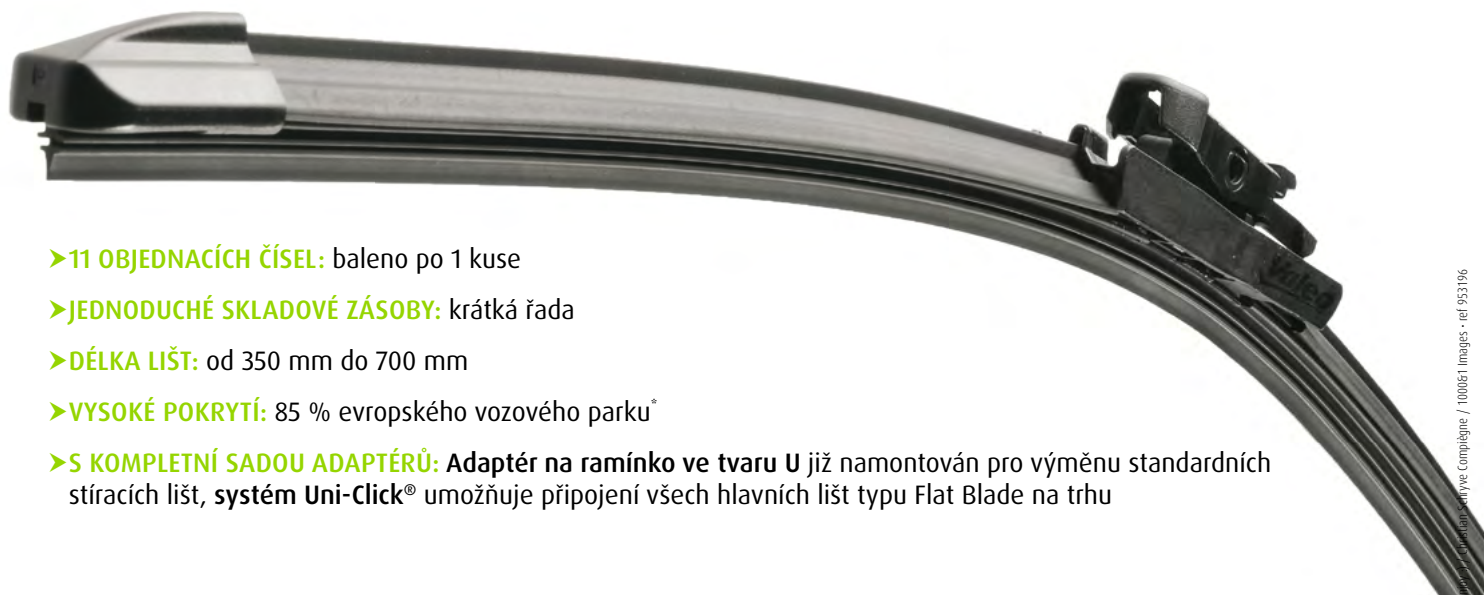 ➤11 OBJEDNACÍCH ČÍSEL: baleno po 1 kuse
➤JEDNODUCHÉ SKLADOVÉ ZÁSOBY: krátká řada
➤DÉLKA LIŠT: od 350 mm do 700 mm
➤VYSOKÉ POKRYTÍ: 85 % evropského vozového parku*
➤S KOMPLETNÍ SADOU ADAPTÉRŮ: Adaptér na ramínko ve tvaru U již namontován pro výměnu standardních
stíracích lišt, systém Uni-Click® umožňuje připojení všech hlavních lišt typu Flat Blade na trhu
Valeo
/ Christian Schryve Compiègne / 1000&1 Images • ref 953196